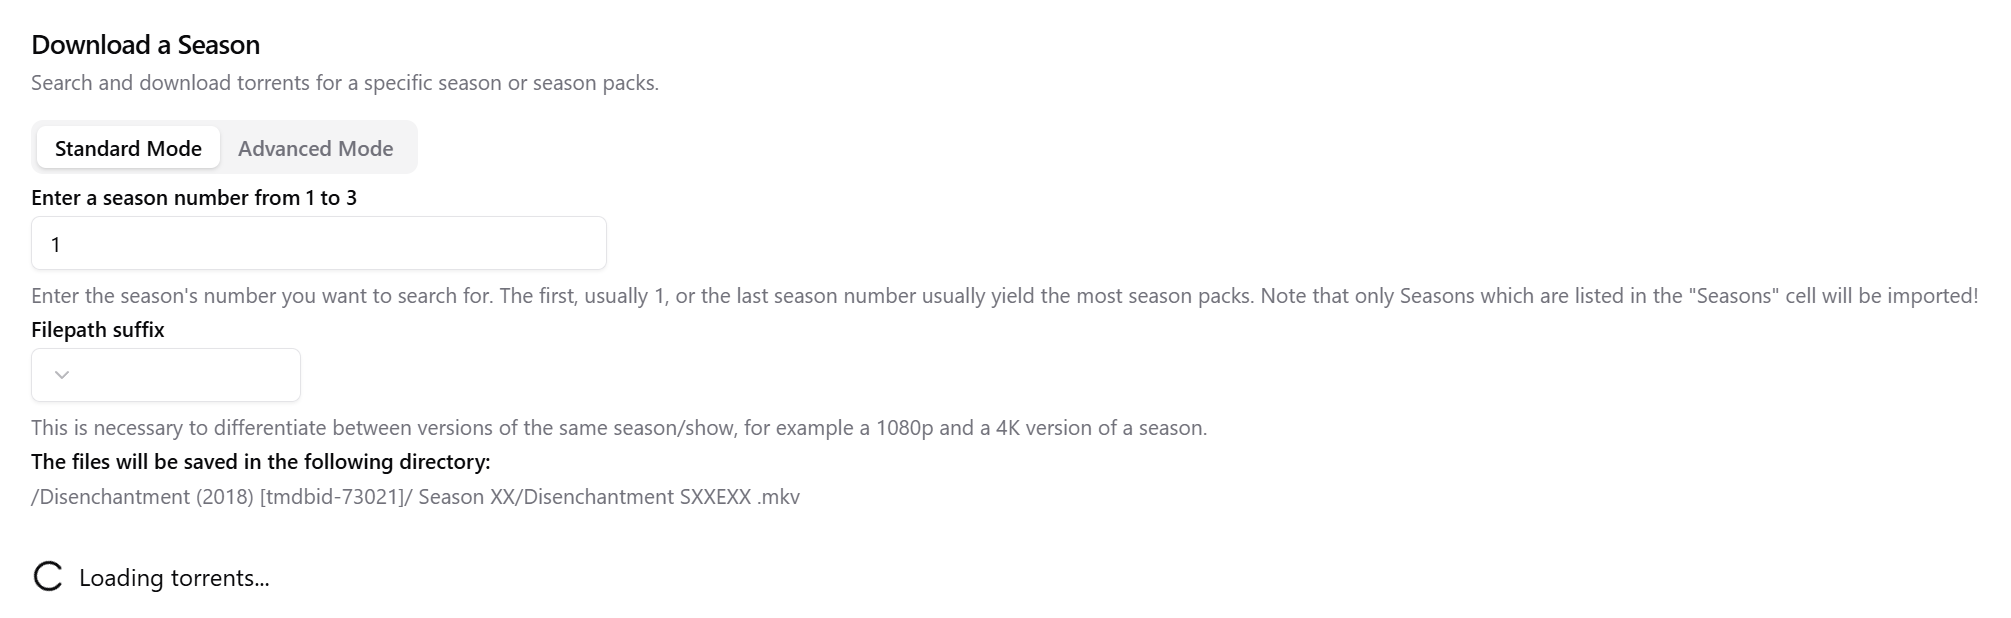 Download a Season
Search and download torrents for a specific season or season packs.
Standard Mode Advanced Mode
Enter a season number from 1 to 3
1
Enter the season's number you want to search for. The first, usually 1, or the last season number usually yield the most season packs. Note that only Seasons which are listed in the "Seasons" cell will be imported!
Filepath suffix
This is necessary to differentiate between versions of the same season/show, for example a 1080p and a 4K version of a season.
The files will be saved in the following directory:
/Disenchantment (2018) [tmdbid-73021]/ Season XX/Disenchantment SXXEXX .mkv
Loading torrents...